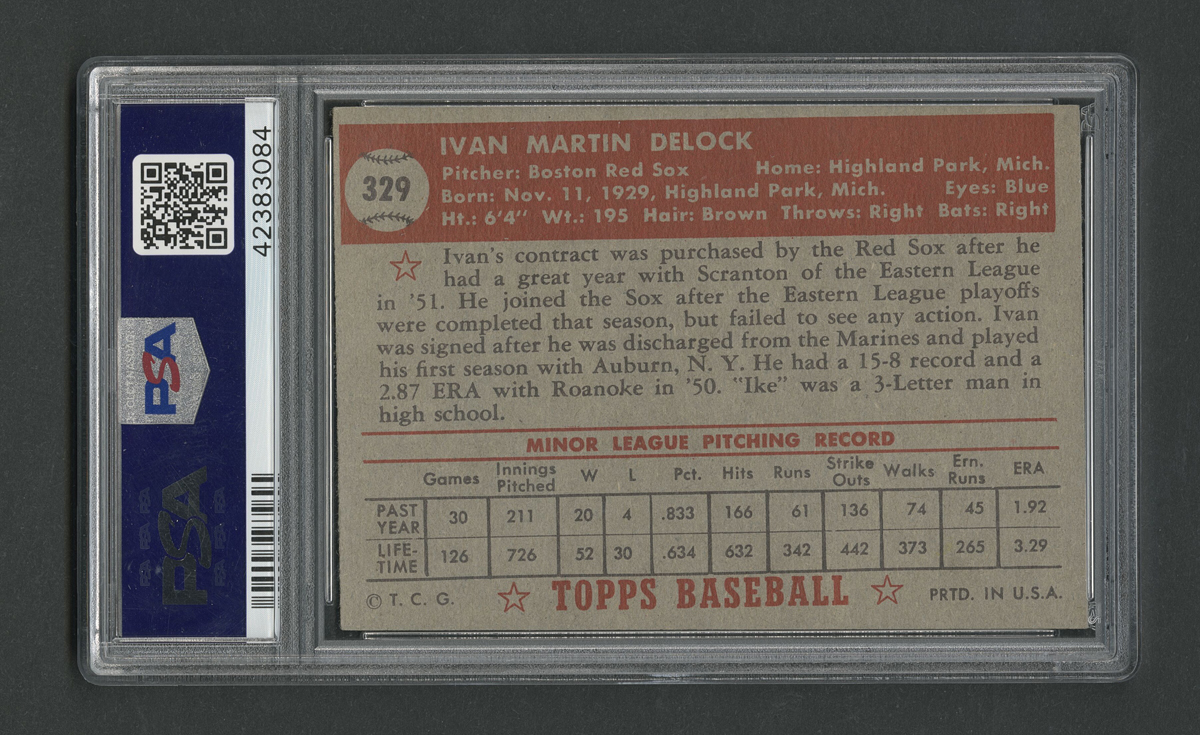 42383084
PSA
PSA
329
IVAN MARTIN DELOCK
Pitcher: Boston Red Sox Home: Highland Park, Mich.
Born: Nov. 11, 1929, Highland Park, Mich. Eyes: Blue
Ht.: 6'4" Wt.: 195 Hair: Brown Throws: Right Bats: Right
Ivan's contract was purchased by the Red Sox after he
had a great year with Scranton of the Eastern League
in '51. He joined the Sox after the Eastern League playoffs
were completed that season, but failed to see any action. Ivan
was signed after he was discharged from the Marines and played
his first season with Auburn, N. Y. He had a 15-8 record and a
2.87 ERA with Roanoke in '50. "Ike" was a 3-Letter man in
high school.
MINOR LEAGUE PITCHING RECORD
Games Innings Pitched W L Pct. Hits Runs Strike Outs Walks Ern. Runs ERA
PAST YEAR 30 211 20 4 .833 166 61 136 74 45 1.92
LIFE-TIME 126 726 52 30 .634 632 342 442 373 265 3.29
© T. C. G. TOPPS BASEBALL PRTD. IN U.S.A.